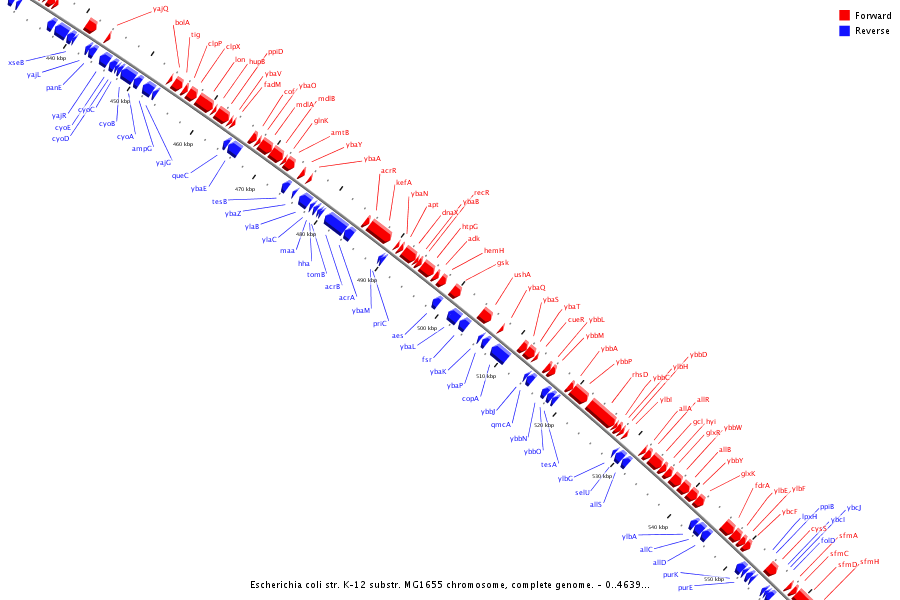 Forward
Reverse
yajQ
bolA
tig
clpP
clpX
lon
hupB
ppiD
ybaV
fadM
cof
ybaO
mdlA
mdlB
glnK
amtB
ybaY
ybaA
acrR
kefA
ybaN
apt
dnaX
ybaB
recR
htpG
adk
hemH
gsk
ushA
ybaQ
ybaS
ybaT
cueR
ybbL
ybbM
ybbA
ybbP
rhsD
ybbC
ylbH
ybbD
ylbI
allA
allR
gcl
hyi
glxR
ybbW
allB
ybbY
glxK
fdrA
ylbE
ylbF
ybcF
lpxH
ppiB
cysS
ybcI
ybcJ
folD
sfmA
sfmC
sfmD
sfmH
xseB
440 kbp
yajL
panE
yajR
cyoE
cyoD
cyoC
450 kbp
cyoB
cyoA
ampG
yajG
460 kbp
queC
ybaE
470 kbp
tesB
ybaZ
ylaB
ylaC
480 kbp
maa
hha
tomB
acrB
acrA
490 kbp
ybaM
priC
aes
500 kbp
ybaL
fsr
ybaK
ybaP
510 kbp
copA
ybbJ
qmcA
520 kbp
ybbN
ybbO
tesA
ylbG
530 kbp
selU
allS
540 kbp
ylbA
allC
allD
purK
550 kbp
purE
Escherichia coli str. K-12 substr. MG1655 chromosome, complete genome. - 0.4639...